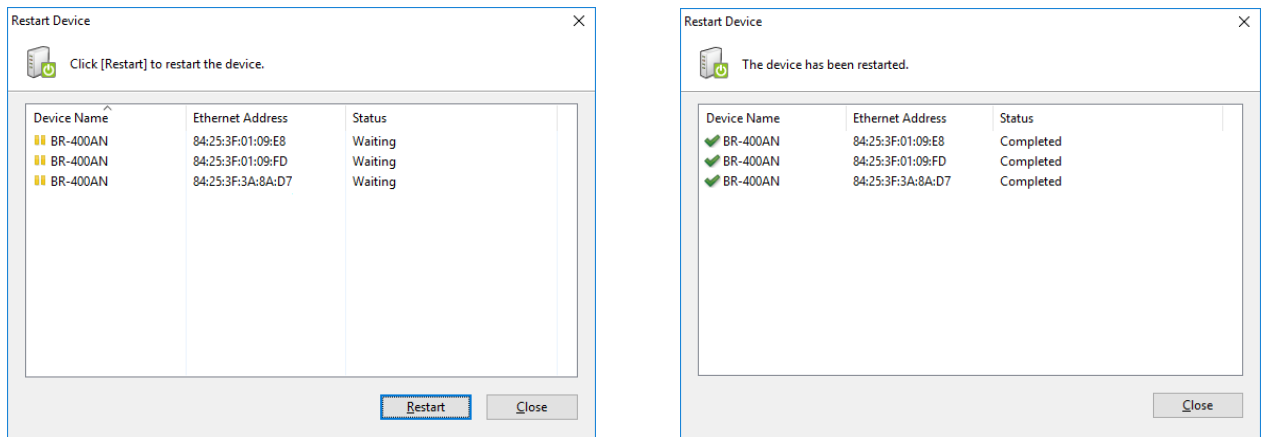 Restart Device
Click [Restart] to restart the device.
Device Name Ethernet Address Status
BR-400AN 84:25:3F:01:09:E8 Waiting
BR-400AN 84:25:3F:01:09:FD Waiting
BR-400AN 84:25:3F:3A:8A:D7 Waiting
Restart Close
Restart Device
The device has been restarted.
Device Name Ethernet Address Status
BR-400AN 84:25:3F:01:09:E8 Completed
BR-400AN 84:25:3F:01:09:FD Completed
BR-400AN 84:25:3F:3A:8A:D7 Completed
Close